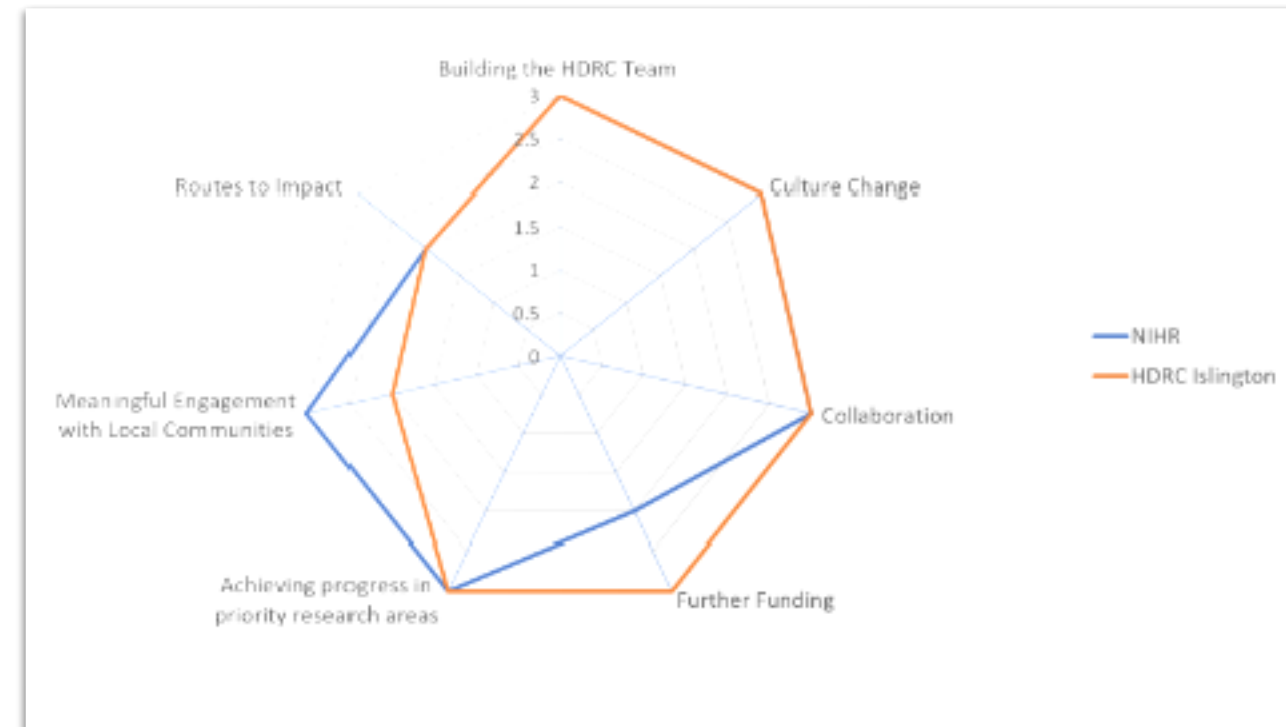 Building the HDRC Team
3
2.5
2
1.5
1
0.5
0
Culture Change
Routes to Impact
Collaboration
Meaningful Engagement
with Local Communities
Further Funding
Achieving progress in
priority research areas
NIHR
HDRC Islington